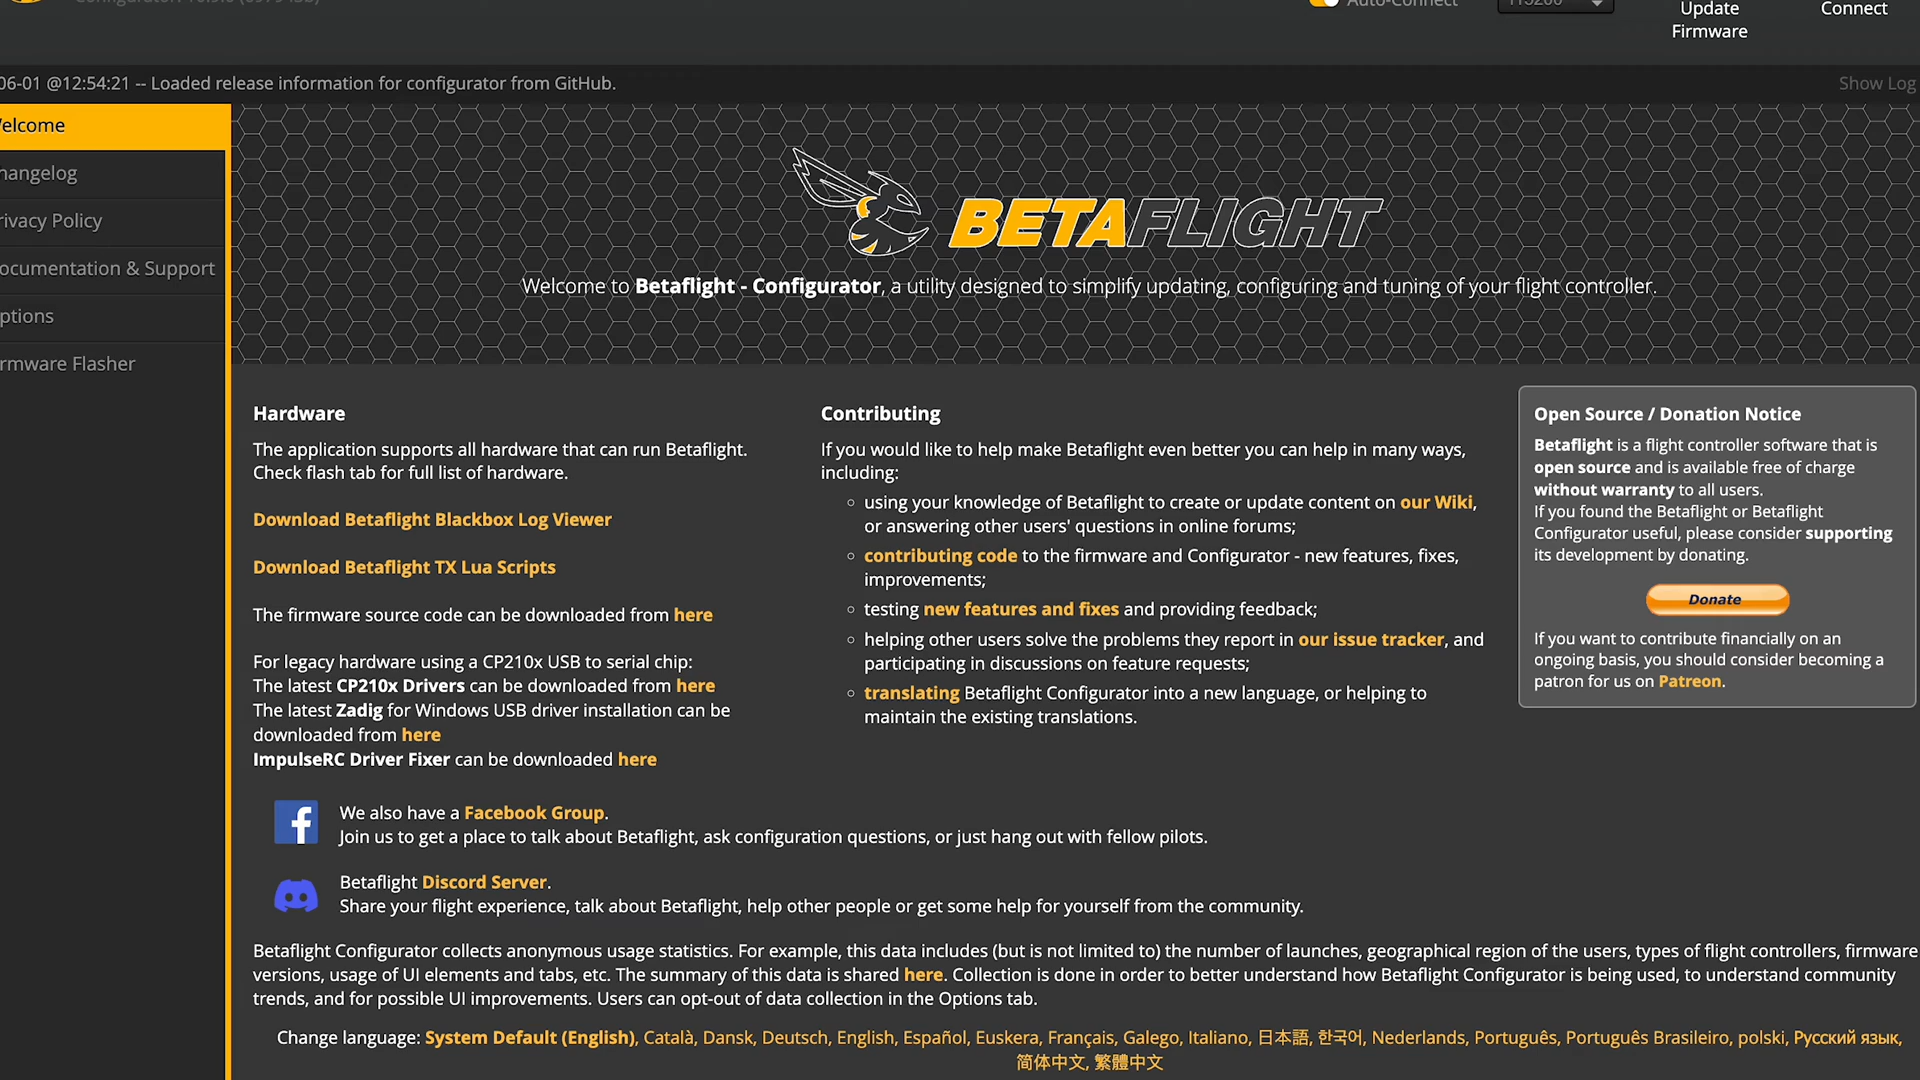 Auto-Connect
115200
Update
Firmware
Connect
06-01 @12:54:21 -- Loaded release information for configurator from GitHub.
Show Log
elcome
hangelog
rivacy Policy
ocumentation & Support
ptions
rmware Flasher
BETAFLIGHT
Welcome to Betaflight - Configurator, a utility designed to simplify updating, configuring and tuning of your flight controller.
Hardware
The application supports all hardware that can run Betaflight.
Check flash tab for full list of hardware.
Download Betaflight Blackbox Log Viewer
Download Betaflight TX Lua Scripts
The firmware source code can be downloaded from here
For legacy hardware using a CP210x USB to serial chip:
The latest CP210x Drivers can be downloaded from here
The latest Zadig for Windows USB driver installation can be
downloaded from here
ImpulseRC Driver Fixer can be downloaded here
Contributing
If you would like to help make Betaflight even better you can help in many ways,
including:
using your knowledge of Betaflight to create or update content on our Wiki,
or answering other users' questions in online forums;
contributing code to the firmware and Configurator - new features, fixes,
improvements;
testing new features and fixes and providing feedback;
helping other users solve the problems they report in our issue tracker, and
participating in discussions on feature requests;
translating Betaflight Configurator into a new language, or helping to
maintain the existing translations.
Open Source / Donation Notice
Betaflight is a flight controller software that is
open source and is available free of charge
without warranty to all users.
If you found the Betaflight or Betaflight
Configurator useful, please consider supporting
its development by donating.
Donate
If you want to contribute financially on an
ongoing basis, you should consider becoming a
patron for us on Patreon.
We also have a Facebook Group.
Join us to get a place to talk about Betaflight, ask configuration questions, or just hang out with fellow pilots.
Betaflight Discord Server.
Share your flight experience, talk about Betaflight, help other people or get some help for yourself from the community.
Betaflight Configurator collects anonymous usage statistics. For example, this data includes (but is not limited to) the number of launches, geographical region of the users, types of flight controllers, firmware
versions, usage of UI elements and tabs, etc. The summary of this data is shared here. Collection is done in order to better understand how Betaflight Configurator is being used, to understand community
trends, and for possible UI improvements. Users can opt-out of data collection in the Options tab.
Change language: System Default (English), Català, Dansk, Deutsch, English, Español, Euskera, Français, Galego, Italiano, 日本語, 한국어, Nederlands, Português, Português Brasileiro, polski, Русский язык,
简体中文, 繁體中文